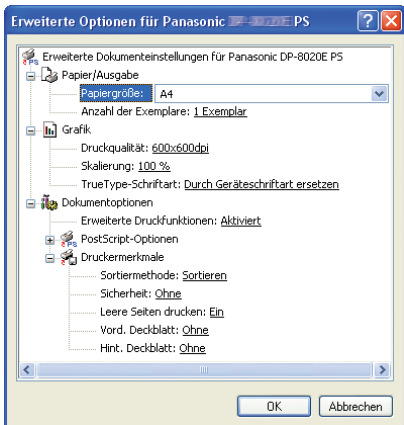 Erweiterte Optionen für Panasonic PS
Erweiterte Dokumenteinstellungen für Panasonic DP-8020E PS
Papier/Ausgabe
Papiergröße: A4
Anzahl der Exemplare: 1 Exemplar
Grafik
Druckqualität: 600x600dpi
Skalierung: 100 %
TrueType-Schriftart: Durch Geräteschriftart ersetzen
Dokumentoptionen
Erweiterte Druckfunktionen: Aktiviert
PostScript-Optionen
Druckermerkmale
Sortiermethode: Sortieren
Sicherheit: Ohne
Leere Seiten drucken: Ein
Vord. Deckblatt: Ohne
Hint. Deckblatt: Ohne
OK Abbrechen